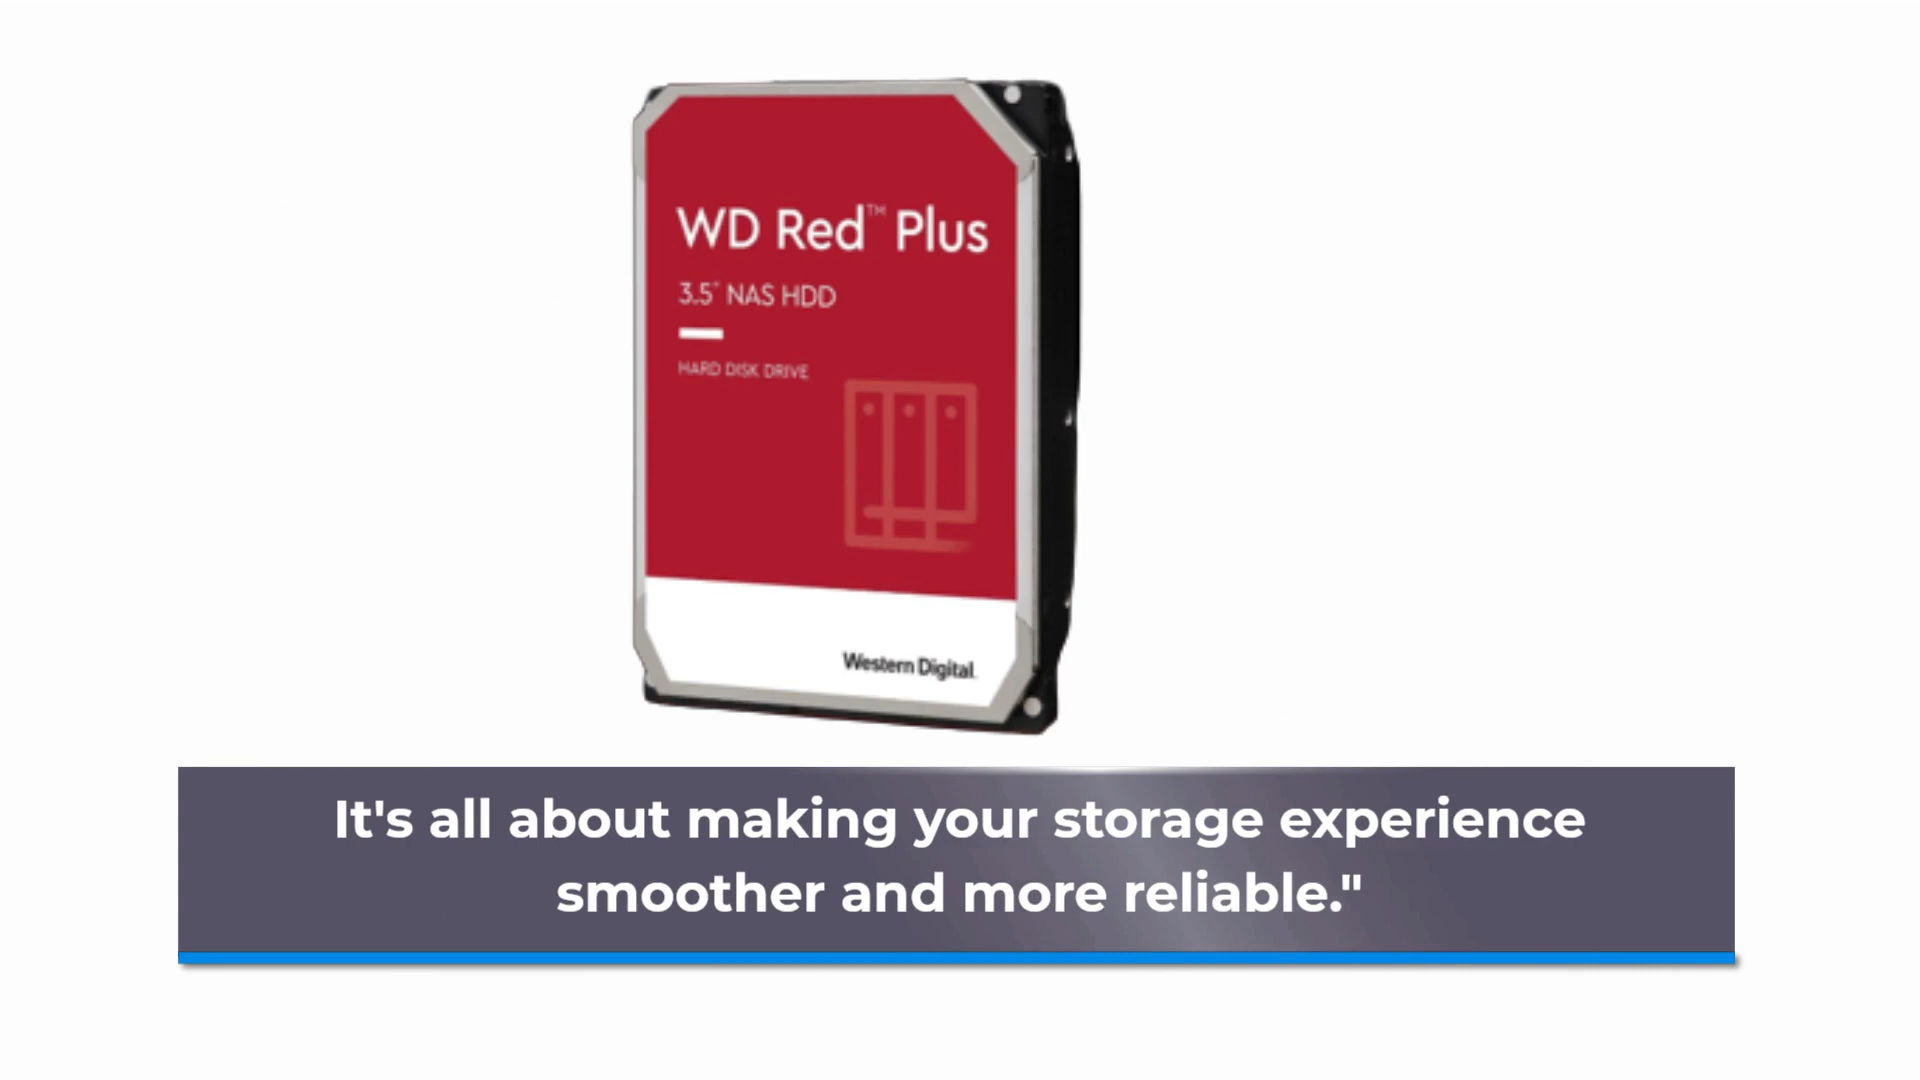 WD Red™ Plus
3.5" NAS HDD
HARD DISK DRIVE
Western Digital.
It's all about making your storage experience
smoother and more reliable."